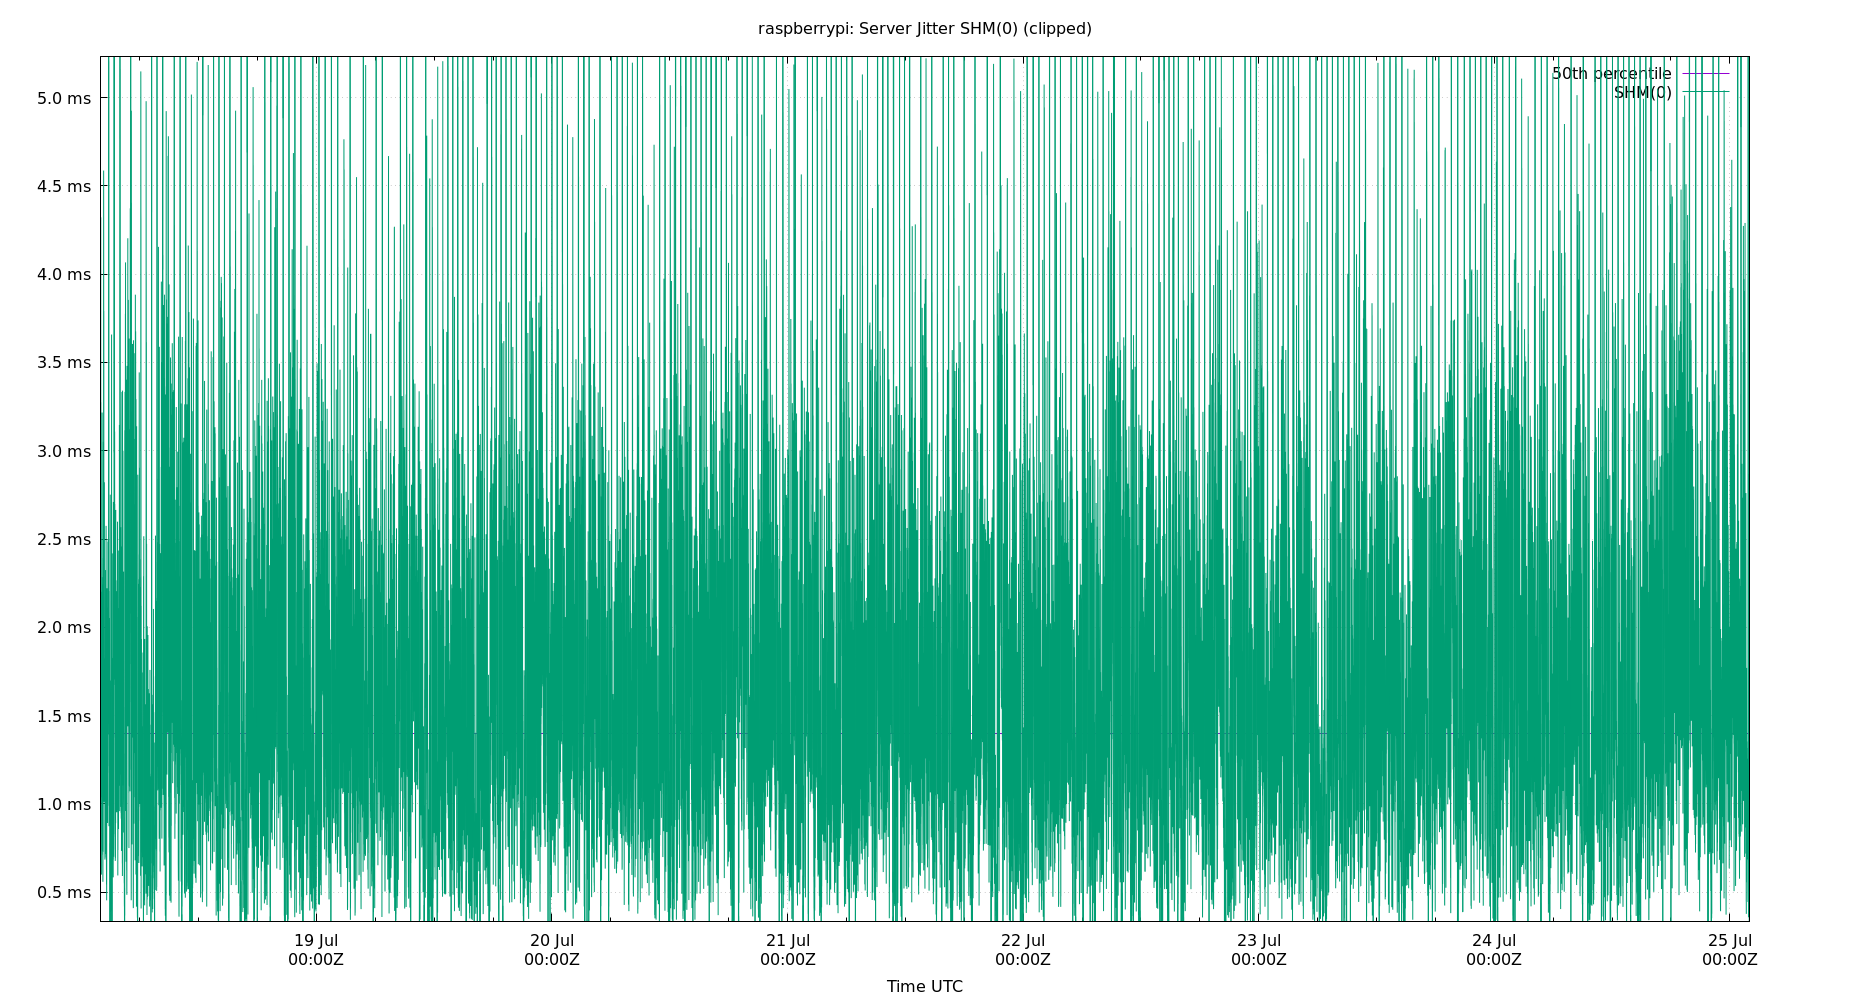 raspberrypi: Server Jitter SHM(0) (clipped)
50th percentile
SHM(0)
5.0 ms
4.5 ms
4.0 ms
3.5 ms
3.0 ms
2.5 ms
2.0 ms
1.5 ms
1.0 ms
0.5 ms
19 Jul 20 Jul 21 Jul 22 Jul 23 Jul 24 Jul 25 Jul
00:00Z 00:00Z 00:00Z 00:00Z 00:00Z 00:00Z 00:00Z
Time UTC